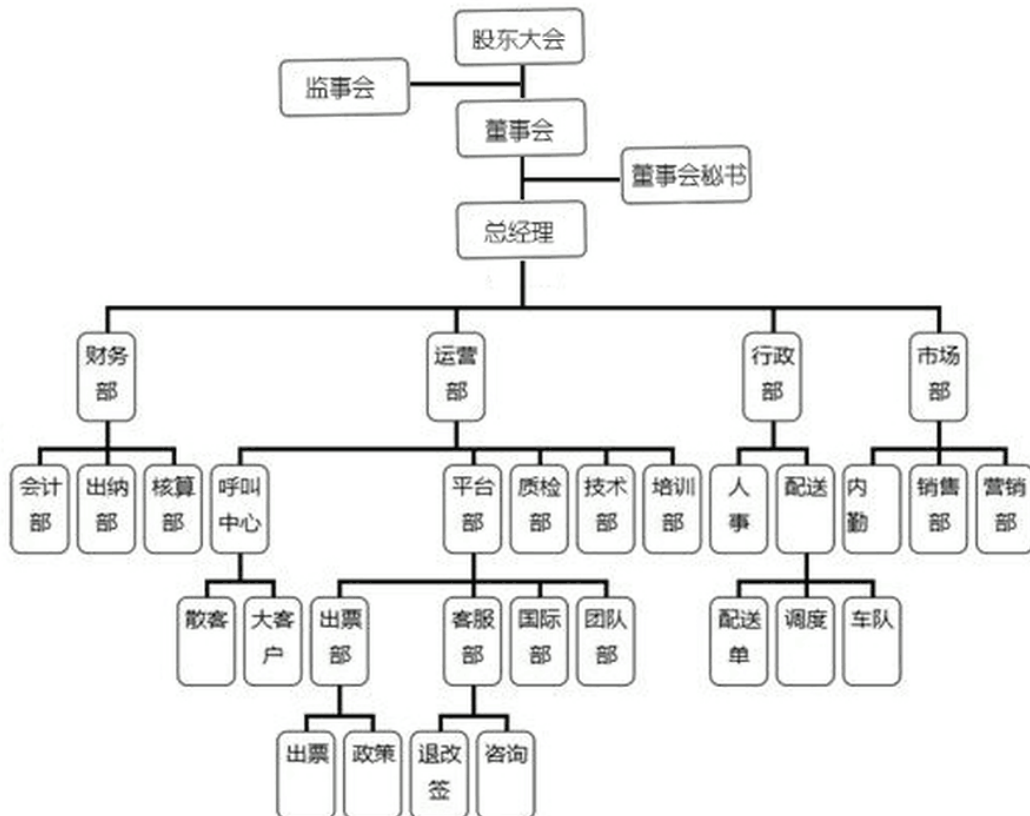 股东大会
监事会
董事会
董事会秘书
总经理
财务
部
运营
部
行政
部
市场
部
会计
部
出纳
部
核算
部
呼叫
中心
平台
部
质检
部
技术
部
培训
部
人
事
配送
内
勤
销售
部
营销
部
散客
大客
户
出票
部
客服
部
国际
部
团队
部
配送
单
调度
车队
出票
政策
退改
签
咨询